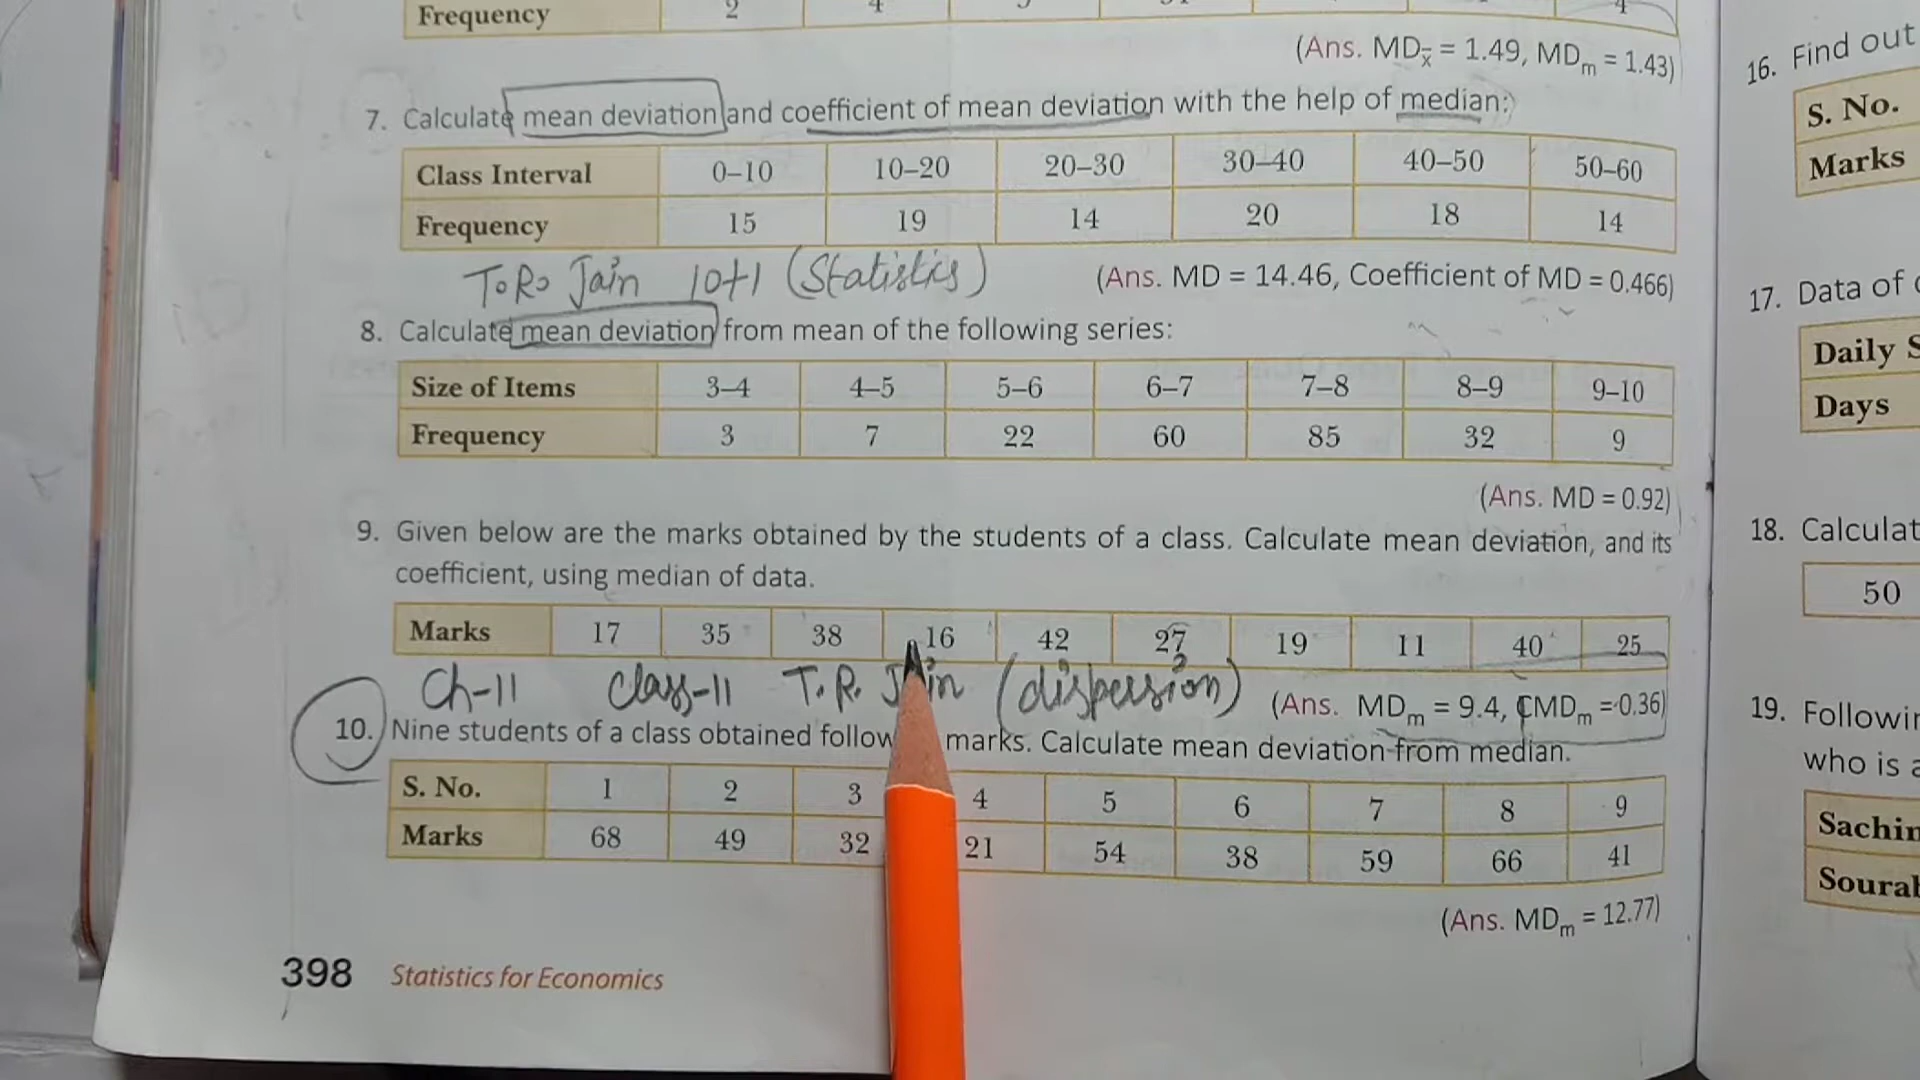 Frequency 2 4
(Ans. MDx̄ = 1.49, MDm = 1.43)
7. Calculate mean deviation and coefficient of mean deviation with the help of median:
Class Interval 0–10 10–20 20–30 30–40 40–50 50–60
Frequency 15 19 14 20 18 14
T.R. Jain 10+1 (Statistics)
(Ans. MD = 14.46, Coefficient of MD = 0.466)
8. Calculate mean deviation from mean of the following series:
Size of Items 3–4 4–5 5–6 6–7 7–8 8–9 9–10
Frequency 3 7 22 60 85 32 9
(Ans. MD = 0.92)
9. Given below are the marks obtained by the students of a class. Calculate mean deviation, and its
coefficient, using median of data.
Marks 17 35 38 16 42 27 19 11 40 25
Ch-11 Class-11 T.R. Jain (dispersion)
(Ans. MDm = 9.4, CMDm = 0.36)
10. Nine students of a class obtained follow marks. Calculate mean deviation from median.
S. No. 1 2 3 4 5 6 7 8 9
Marks 68 49 32 21 54 38 59 66 41
(Ans. MDm = 12.77)
398 Statistics for Economics
16. Find out
S. No.
Marks
17. Data of
Daily S
Days
18. Calculat
50
19. Followin
who is a
Sachin
Sourab